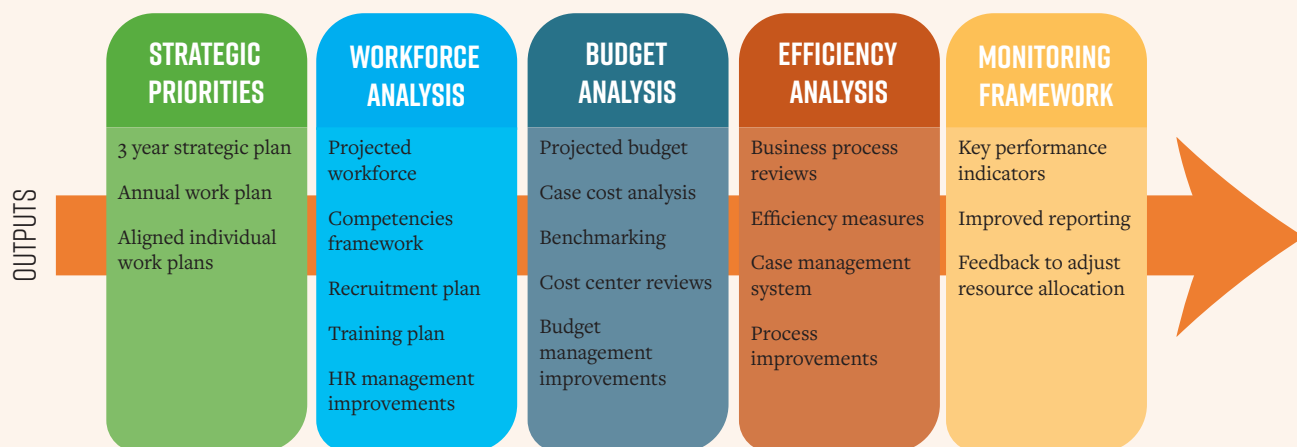 OUTPUTS
STRATEGIC
PRIORITIES
3 year strategic plan
Annual work plan
Aligned individual
work plans
WORKFORCE
ANALYSIS
Projected
workforce
Competencies
framework
Recruitment plan
Training plan
HR management
improvements
BUDGET
ANALYSIS
Projected budget
Case cost analysis
Benchmarking
Cost center reviews
Budget
management
improvements
EFFICIENCY
ANALYSIS
Business process
reviews
Efficiency measures
Case management
system
Process
improvements
MONITORING
FRAMEWORK
Key performance
indicators
Improved reporting
Feedback to adjust
resource allocation